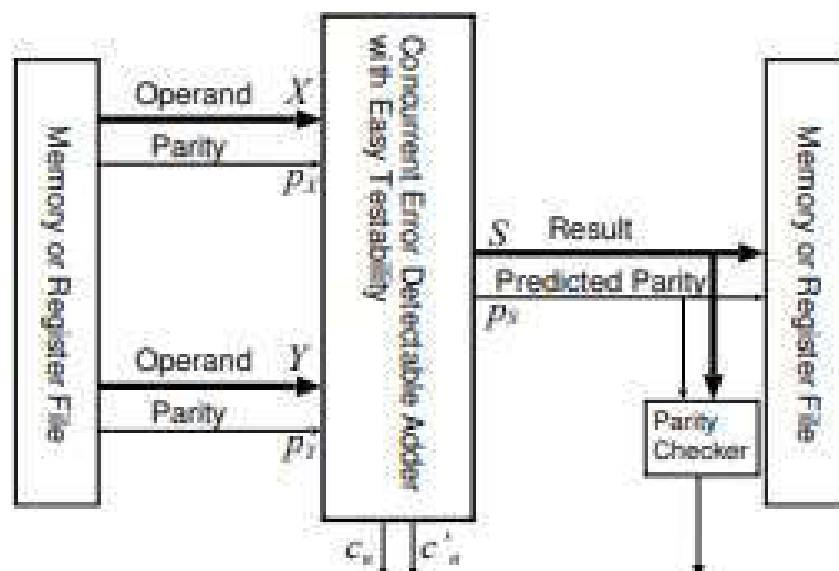 Memory or Register File
Operand X
Parity
pX
Operand Y
Parity
pY
Concurrent Error Detectable Adder
with Easy Testability
S Result
Predicted Parity
pS
Parity
Checker
Memory or Register File
cn c'n